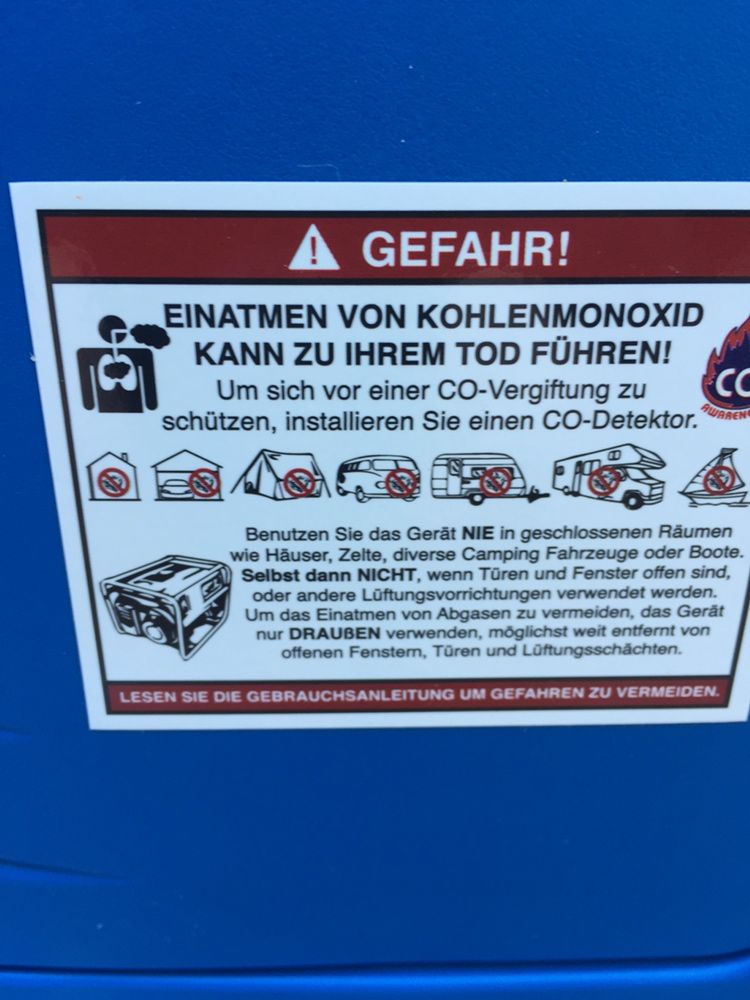 GEFAHR!
EINATMEN VON KOHLENMONOXID
KANN ZU IHREM TOD FÜHREN!
Um sich vor einer CO-Vergiftung zu
schützen, installieren Sie einen CO-Detektor.
CO
Benutzen Sie das Gerät NIE in geschlossenen Räumen
wie Häuser, Zelte, diverse Camping Fahrzeuge oder Boote.
Selbst dann NICHT, wenn Türen und Fenster offen sind,
oder andere Lüftungsvorrichtungen verwendet werden.
Um das Einatmen von Abgasen zu vermeiden, das Gerät
nur DRAUßEN verwenden, möglichst weit entfernt von
offenen Fenstern, Türen und Lüftungsschächten.
LESEN SIE DIE GEBRAUCHSANLEITUNG UM GEFAHREN ZU VERMEIDEN.